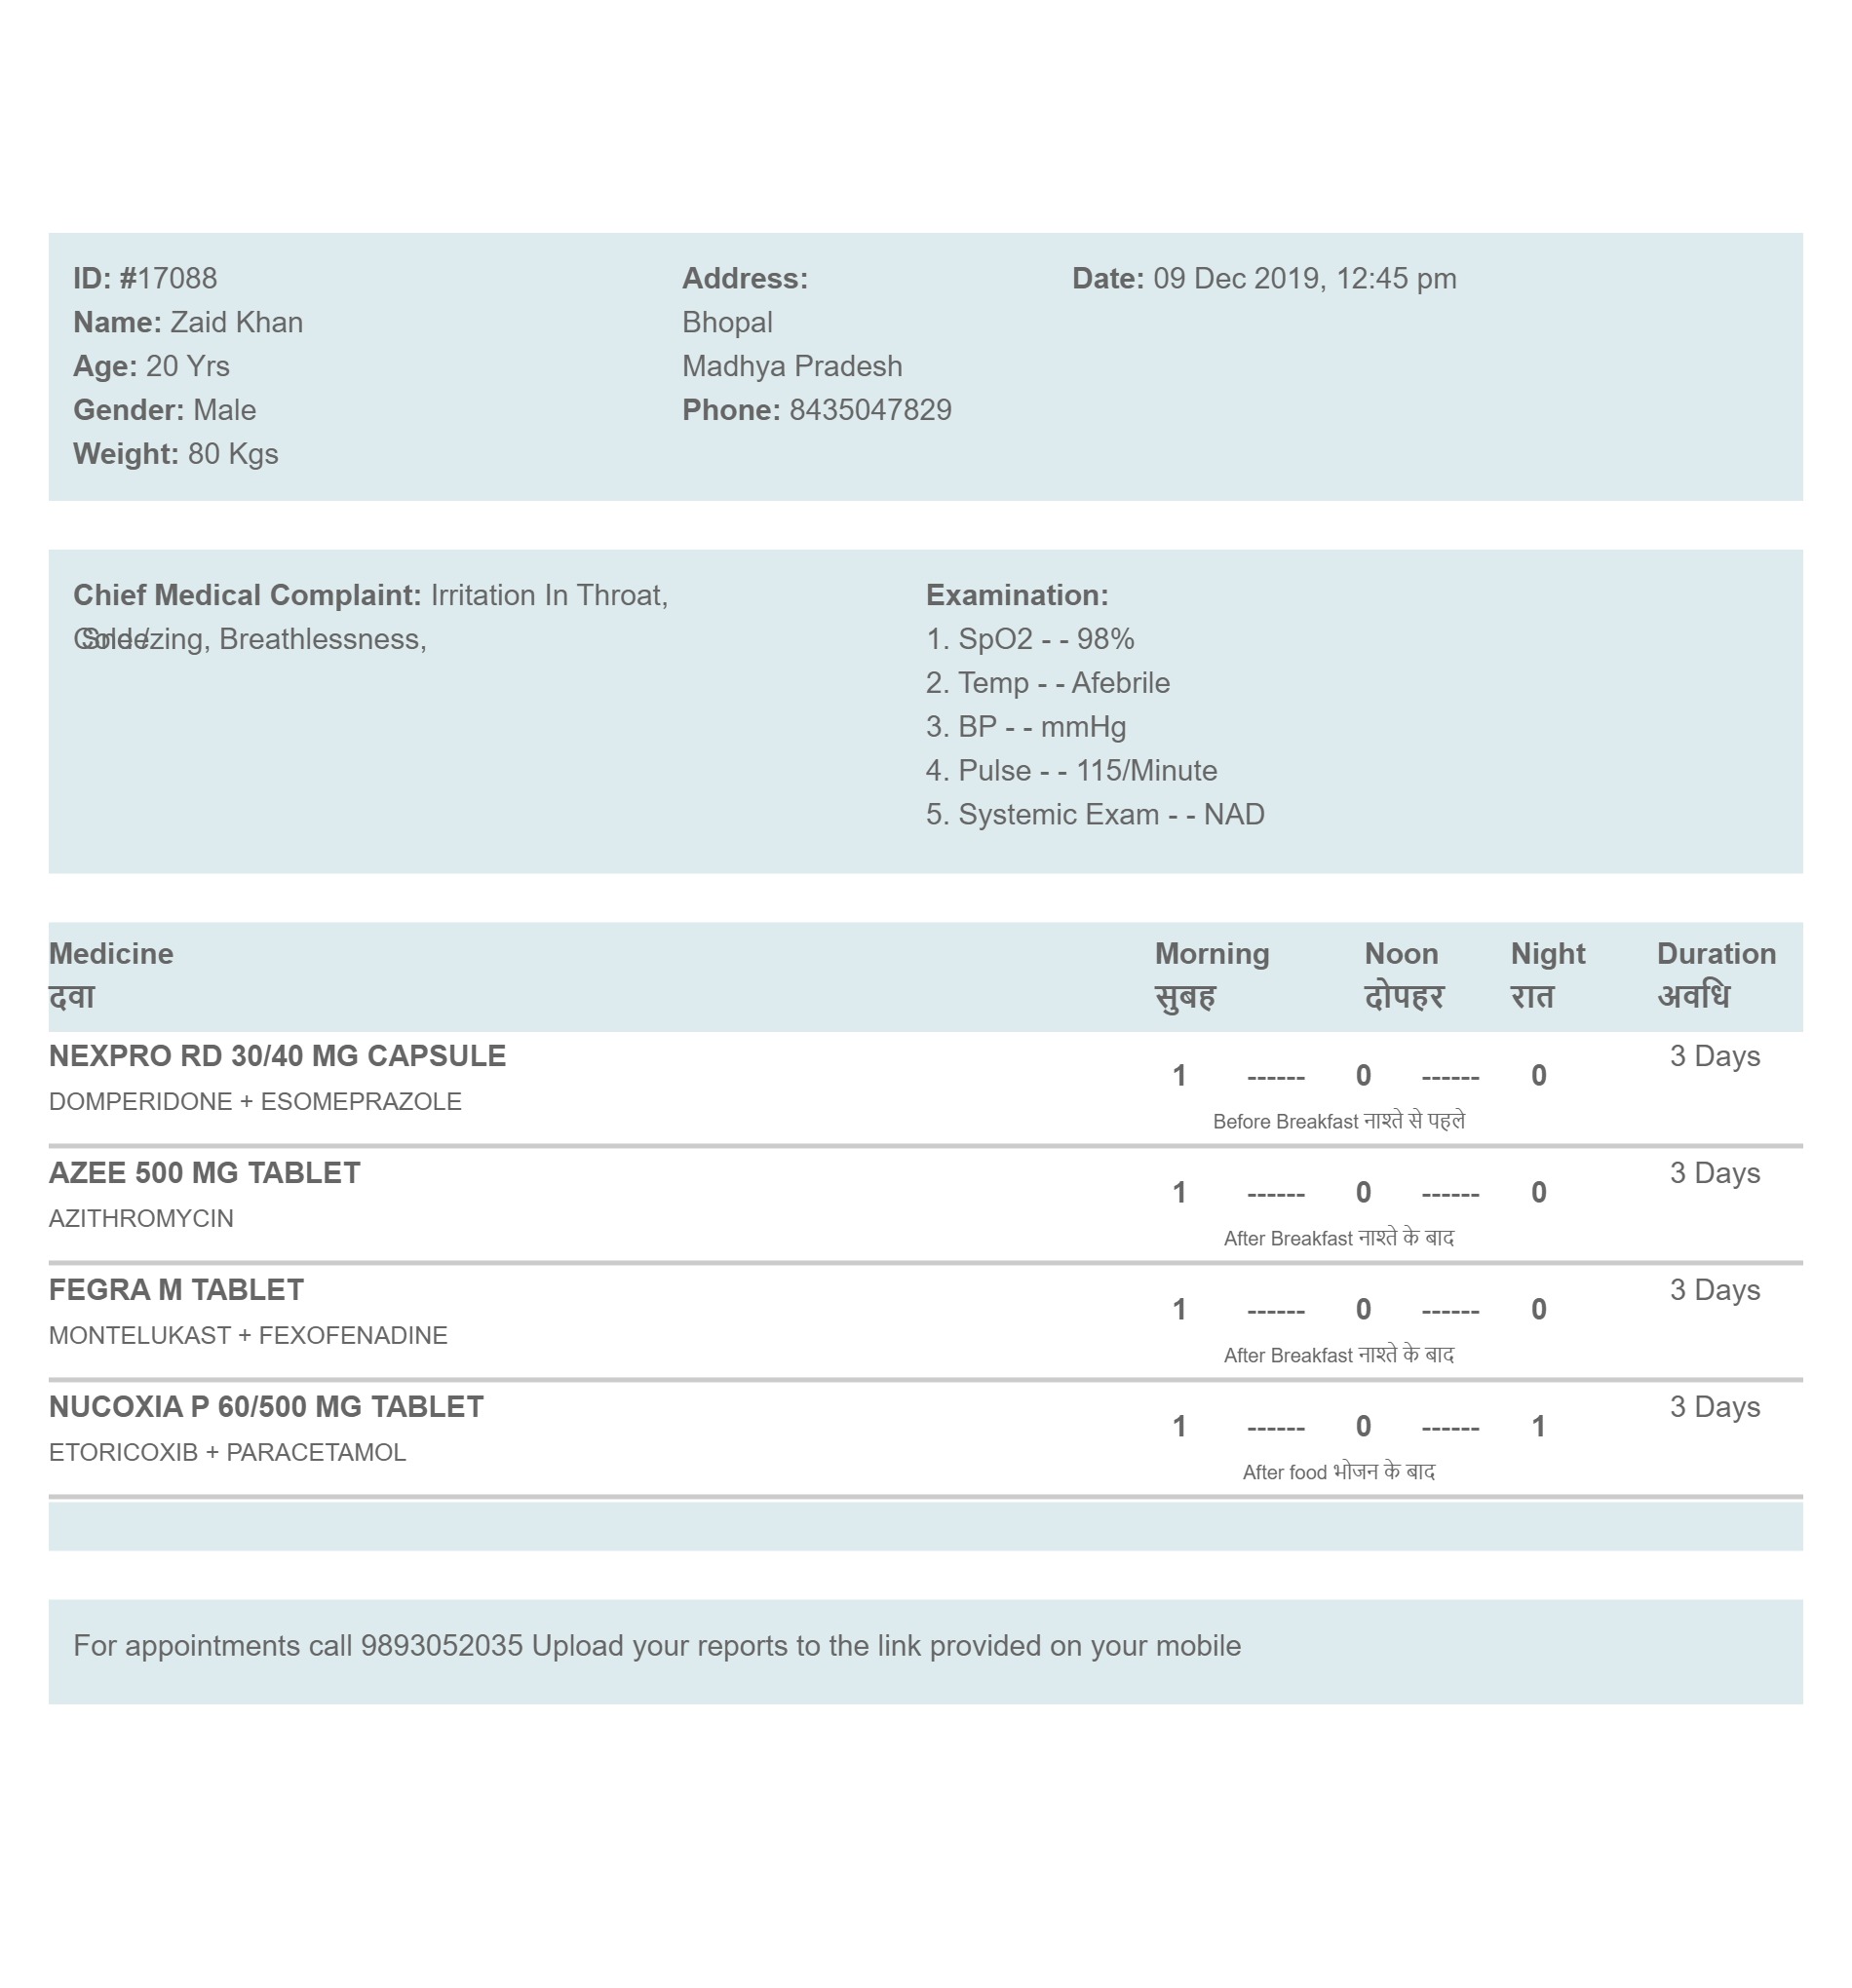 ID: #17088
Name: Zaid Khan
Age: 20 Yrs
Gender: Male
Weight: 80 Kgs
Address:
Bhopal
Madhya Pradesh
Phone: 8435047829
Date: 09 Dec 2019, 12:45 pm
Chief Medical Complaint: Irritation In Throat,
Cold / Sneezing, Breathlessness,
Examination:
1. SpO2 - - 98%
2. Temp - - Afebrile
3. BP - - mmHg
4. Pulse - - 115/Minute
5. Systemic Exam - - NAD
Medicine Morning Noon Night Duration
दवा सुबह दोपहर रात अवधि
NEXPRO RD 30/40 MG CAPSULE 3 Days
1 ------ 0 ------ 0
DOMPERIDONE + ESOMEPRAZOLE
Before Breakfast नाश्ते से पहले
AZEE 500 MG TABLET 3 Days
1 ------ 0 ------ 0
AZITHROMYCIN
After Breakfast नाश्ते के बाद
FEGRA M TABLET 3 Days
1 ------ 0 ------ 0
MONTELUKAST + FEXOFENADINE
After Breakfast नाश्ते के बाद
NUCOXIA P 60/500 MG TABLET 3 Days
1 ------ 0 ------ 1
ETORICOXIB + PARACETAMOL
After food भोजन के बाद
For appointments call 9893052035 Upload your reports to the link provided on your mobile